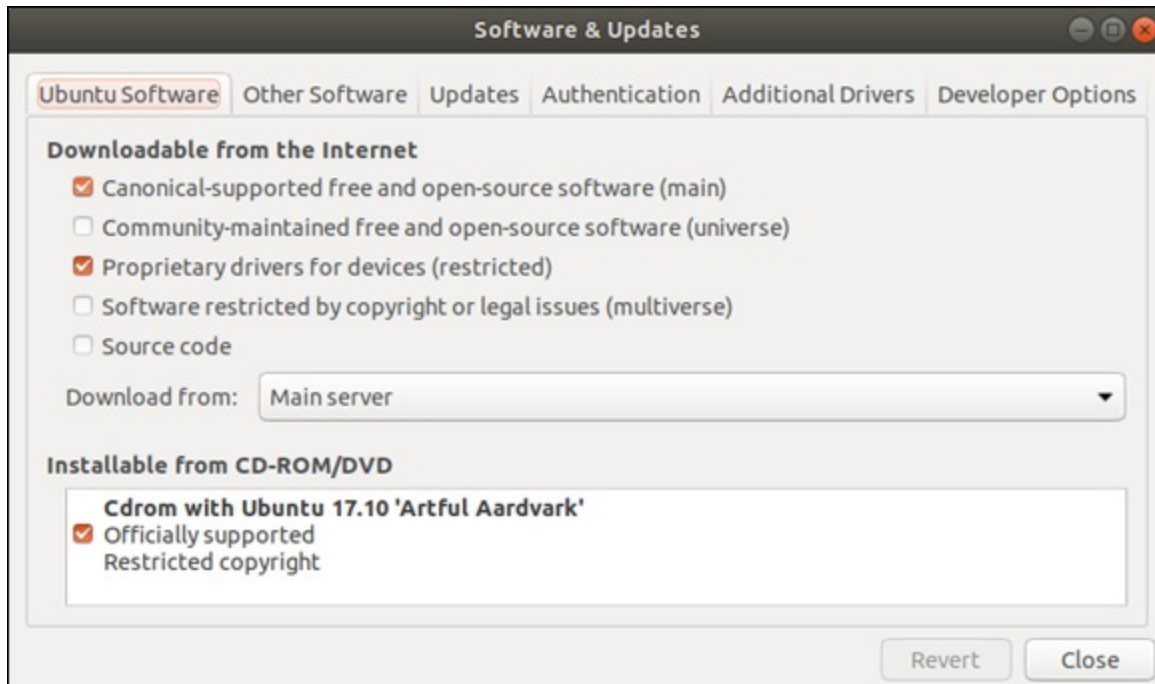 Software & Updates
Ubuntu Software Other Software Updates Authentication Additional Drivers Developer Options
Downloadable from the Internet
Canonical-supported free and open-source software (main)
Community-maintained free and open-source software (universe)
Proprietary drivers for devices (restricted)
Software restricted by copyright or legal issues (multiverse)
Source code
Download from: Main server
Installable from CD-ROM/DVD
Cdrom with Ubuntu 17.10 'Artful Aardvark'
Officially supported
Restricted copyright
Revert Close